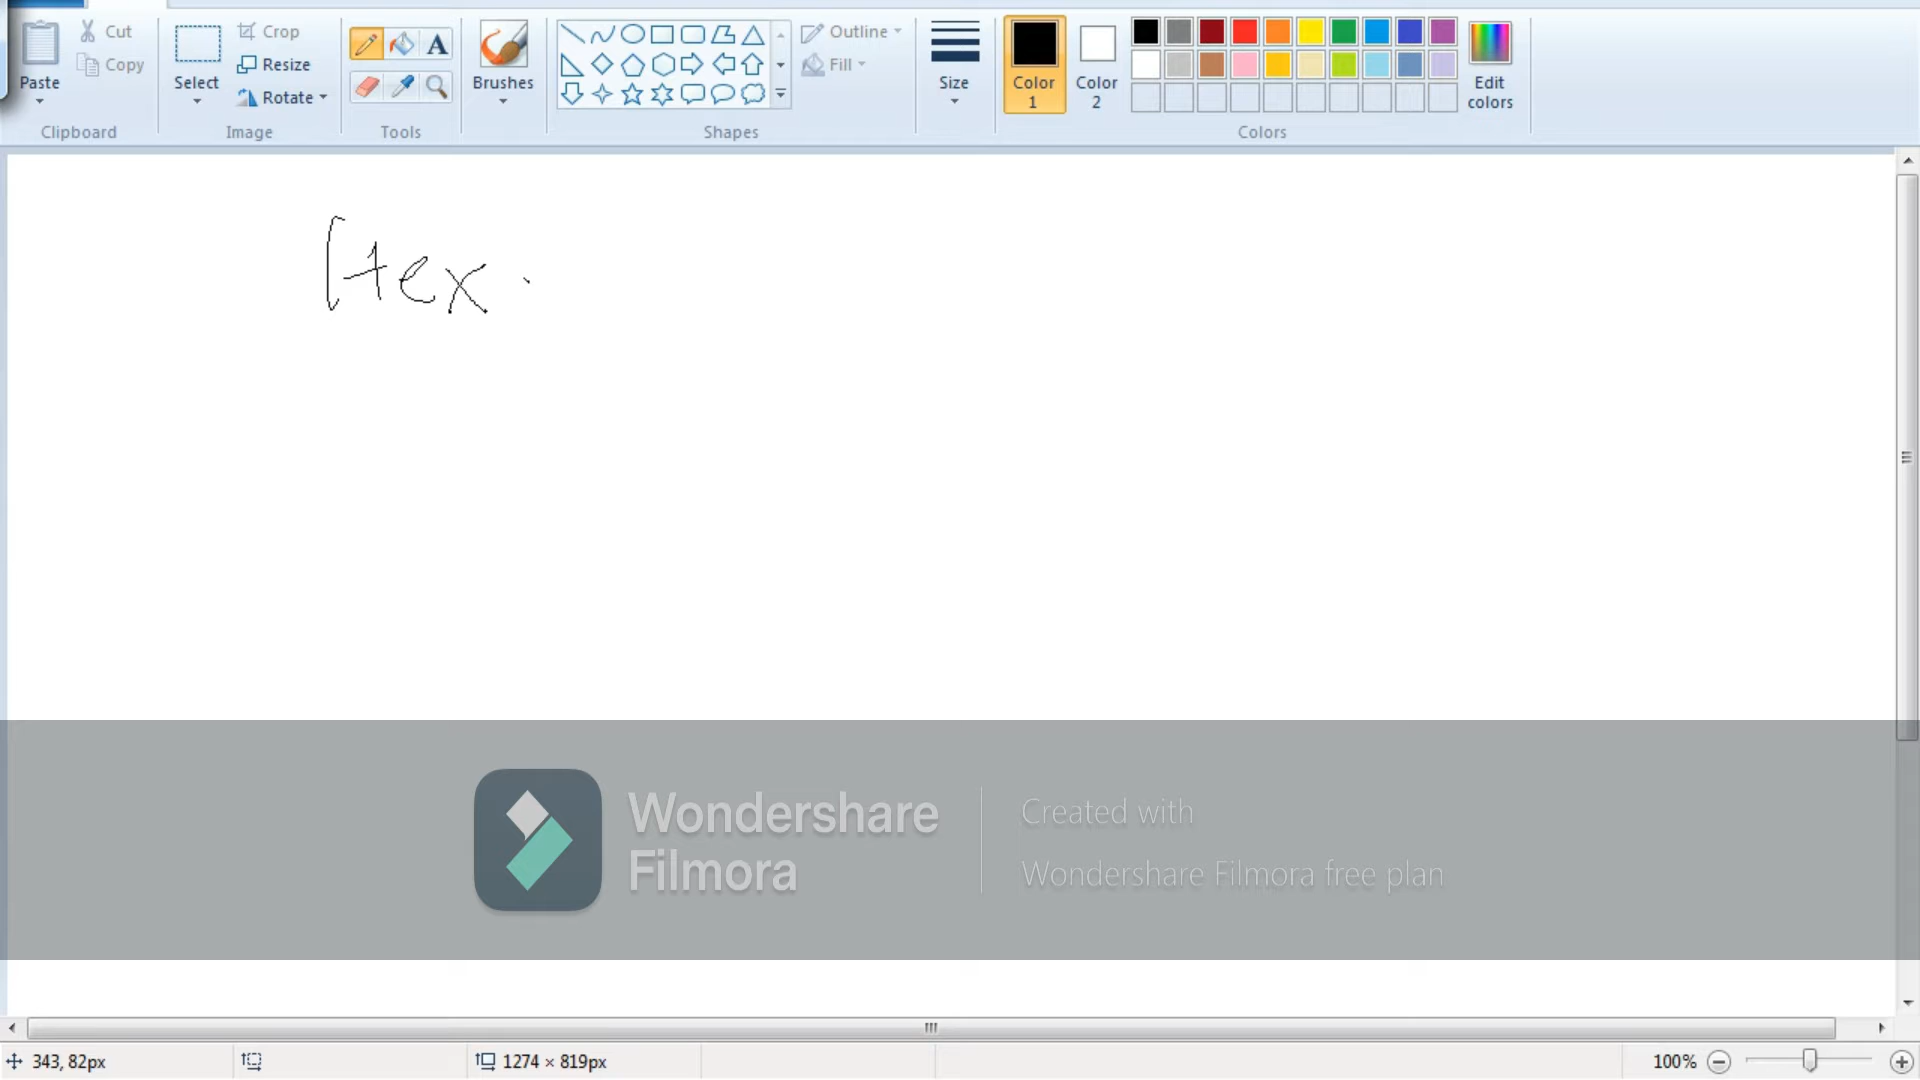 Cut
Crop
Outline
Paste
Copy
Select
Resize
Rotate
Brushes
Fill
Size
Color 1
Color 2
Edit colors
Clipboard
Image
Tools
Shapes
Colors
Hex
Wondershare Filmora
Created with
Wondershare Filmora free plan
343, 82px
1274 × 819px
100%